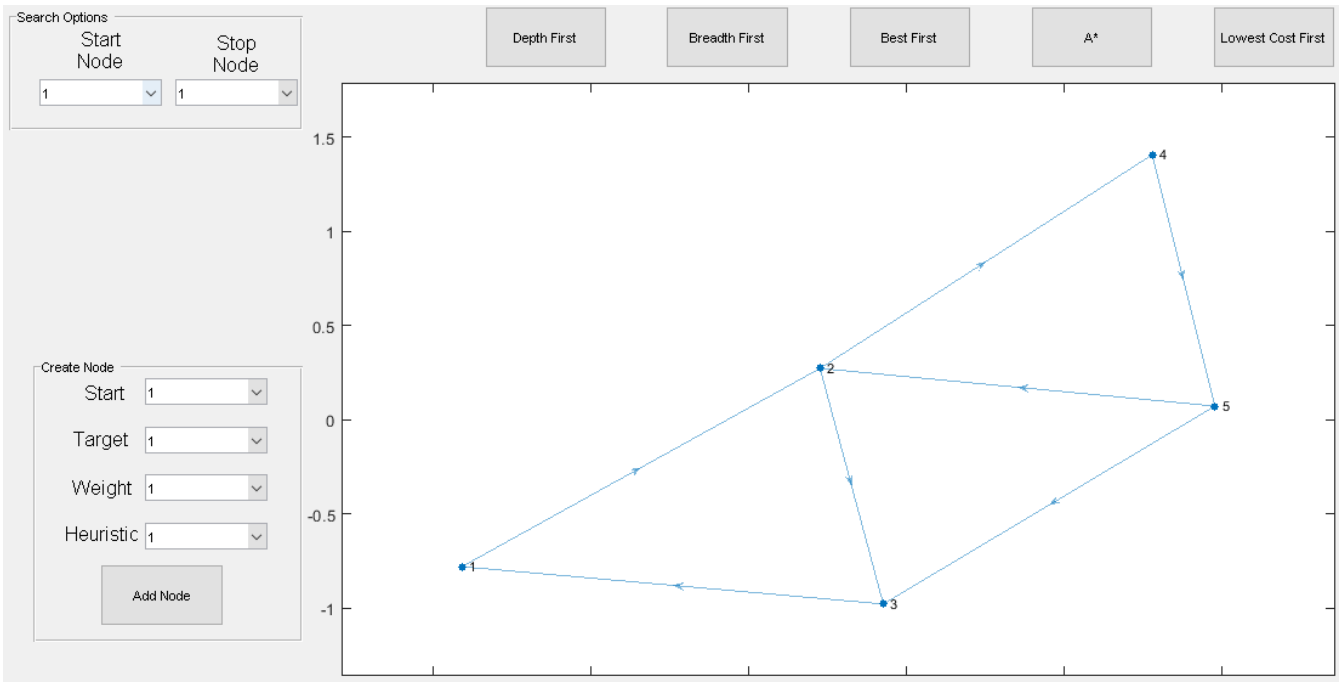 Search Options
Start
Node
Stop
Node
1
1
Depth First
Breadth First
Best First
A*
Lowest Cost First
Create Node
Start
1
Target
1
Weight
1
Heuristic
1
Add Node
1.5
1
0.5
0
-0.5
-1
4
2
5
1
3